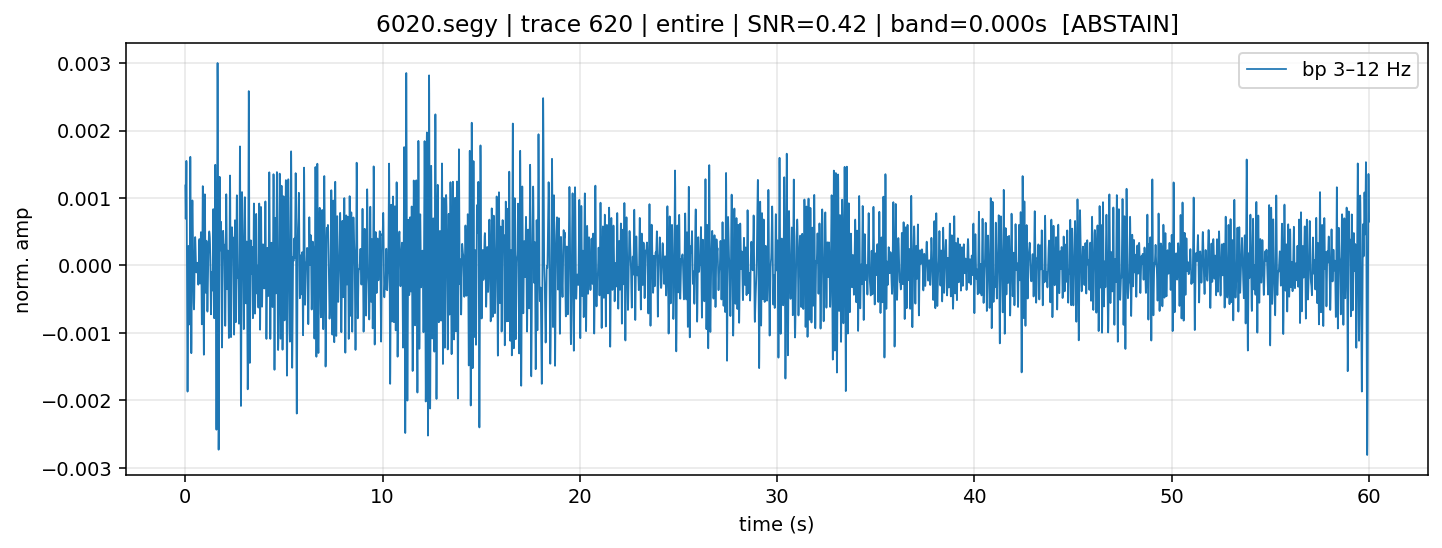 6020.segy | trace 620 | entire | SNR=0.42 | band=0.000s  [ABSTAIN]
bp 3–12 Hz
norm. amp
0.003
0.002
0.001
0.000
−0.001
−0.002
−0.003
0 10 20 30 40 50 60
time (s)